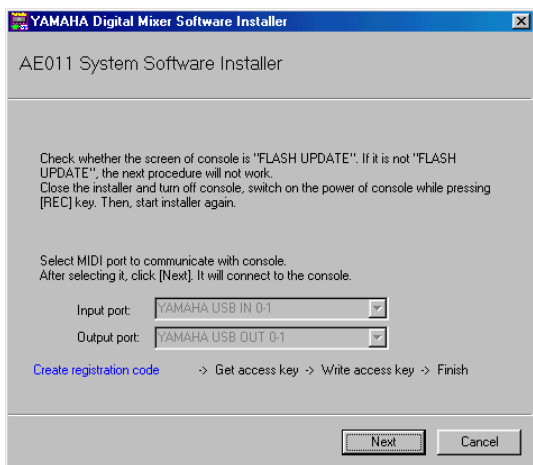 YAMAHA Digital Mixer Software Installer
AE011 System Software Installer
Check whether the screen of console is "FLASH UPDATE". If it is not "FLASH
UPDATE", the next procedure will not work.
Close the installer and turn off console, switch on the power of console while pressing
[REC] key. Then, start installer again.
Select MIDI port to communicate with console.
After selecting it, click [Next]. It will connect to the console.
Input port: YAMAHA USB IN 0-1
Output port: YAMAHA USB OUT 0-1
Create registration code -> Get access key -> Write access key -> Finish
Next Cancel